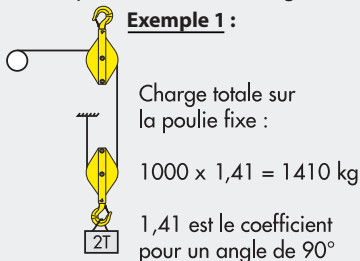 Exemple 1 :
Charge totale sur
la poulie fixe :
1000 x 1,41 = 1410 kg
1,41 est le coefficient
pour un angle de 90°
2T